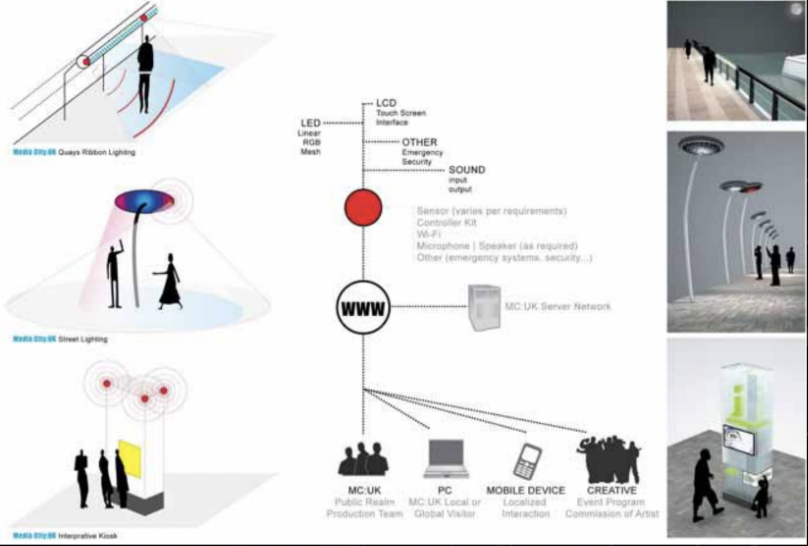 Media City:UK Quays Ribbon Lighting
Media City:UK Street Lighting
Media City:UK Interprative Kiosk
LCD
Touch Screen
Interface
LED
Linear
RGB
Mesh
OTHER
Emergency
Security
SOUND
input
output
Sensor (varies per requirements)
Controller Kit
Wi-Fi
Microphone | Speaker (as required)
Other (emergency systems, security...)
WWW
MC:UK Server Network
MC:UK
Public Realm
Production Team
PC
MC:UK Local or
Global Visitor
MOBILE DEVICE
Localized
Interaction
CREATIVE
Event Program
Commission of Artist
i